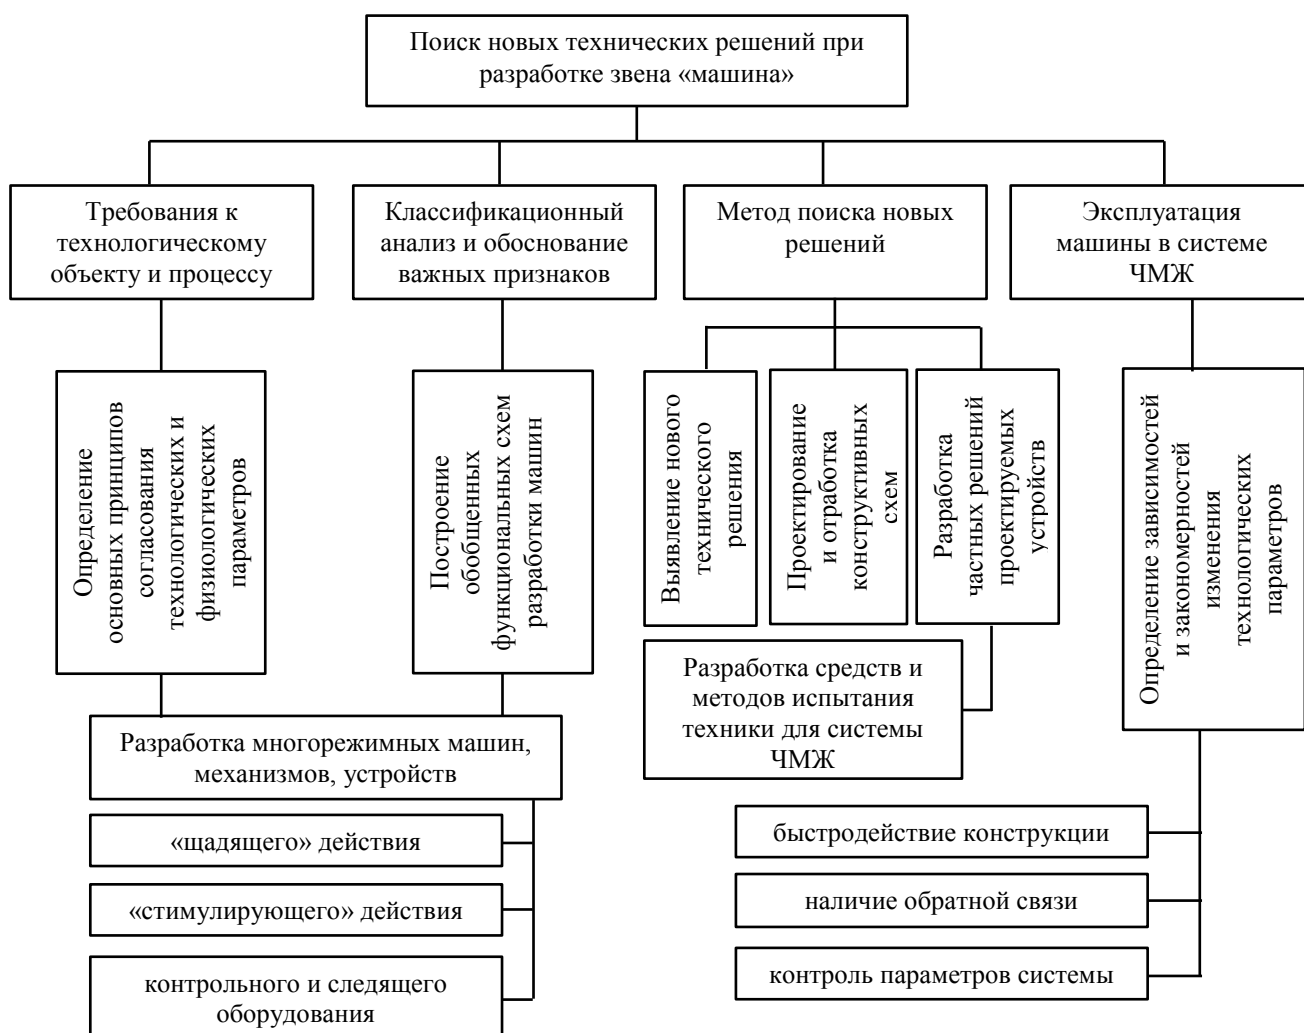 Поиск новых технических решений при
разработке звена «машина»
Требования к
технологическому
объекту и процессу
Классификационный
анализ и обоснование
важных признаков
Метод поиска новых
решений
Эксплуатация
машины в системе
ЧМЖ
Определение
основных принципов
согласования
технологических и
физиологических
параметров
Построение
обобщенных
функциональных схем
разработки машин
Выявление нового
технического
решения
Проектирование
и отработка
конструктивных
схем
Разработка
частных решений
проектируемых
устройств
Определение зависимостей
и закономерностей
изменения
технологических
параметров
Разработка средств и
методов испытания
техники для системы
ЧМЖ
Разработка многорежимных машин,
механизмов, устройств
«щадящего» действия
«стимулирующего» действия
контрольного и следящего
оборудования
быстродействие конструкции
наличие обратной связи
контроль параметров системы